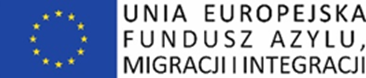 UNIA EUROPEJSKA
FUNDUSZ AZYLU,
MIGRACJI I INTEGRACJI